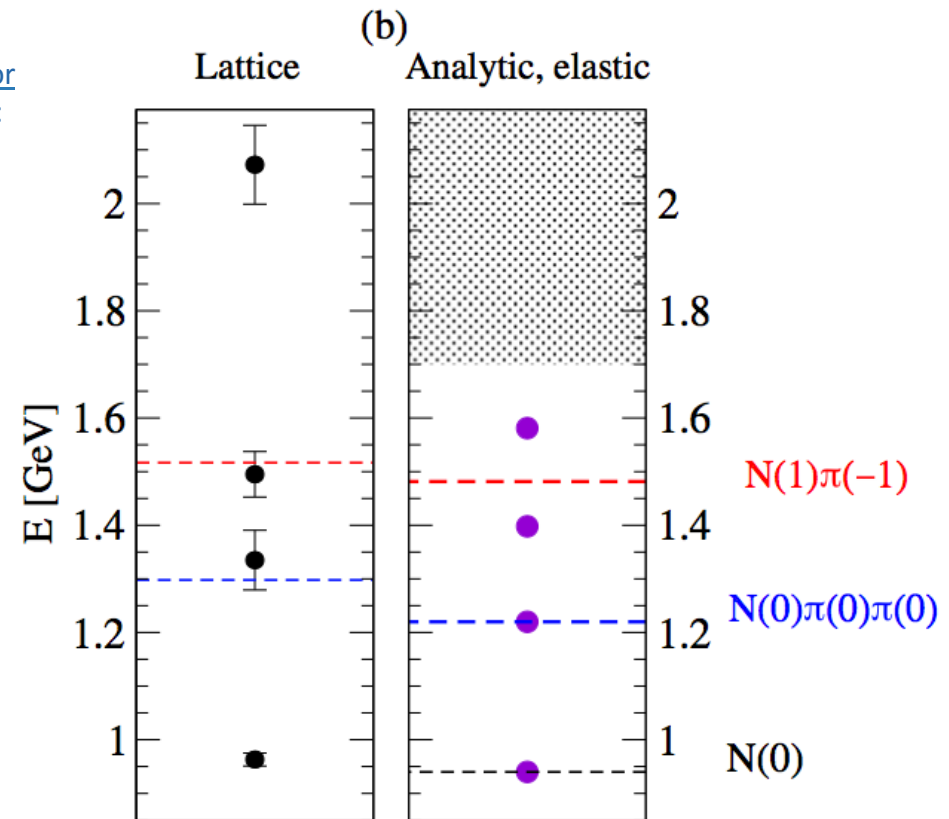 (b)
or
:
Lattice
Analytic, elastic
E [GeV]
2
1.8
1.6
1.4
1.2
1
2
1.8
1.6
1.4
1.2
1
N(1)π(−1)
N(0)π(0)π(0)
N(0)